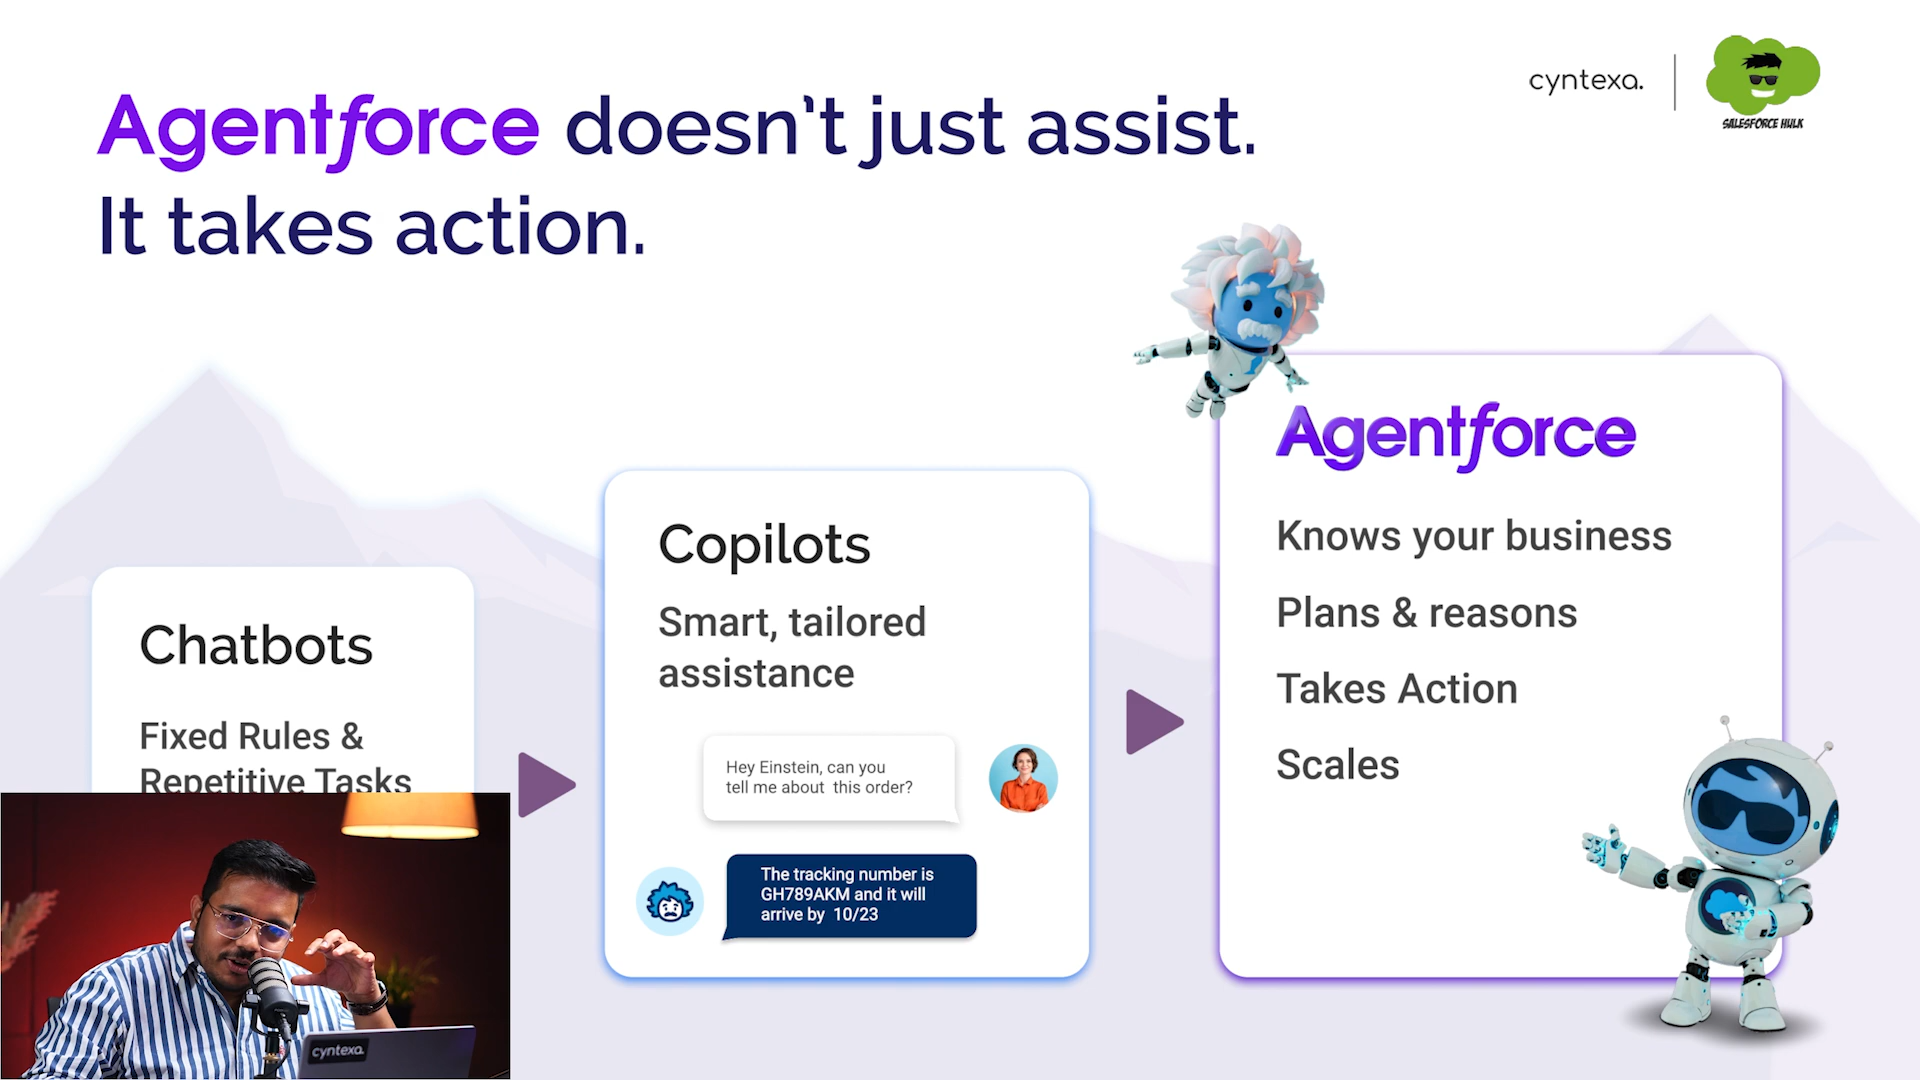 cyntexa.
SALESFORCE HULK
Agentforce doesn't just assist.
It takes action.
Chatbots
Fixed Rules &
Repetitive Tasks
Copilots
Smart, tailored
assistance
Hey Einstein, can you
tell me about this order?
The tracking number is
GH789AKM and it will
arrive by 10/23
Agentforce
Knows your business
Plans & reasons
Takes Action
Scales
cyntexa